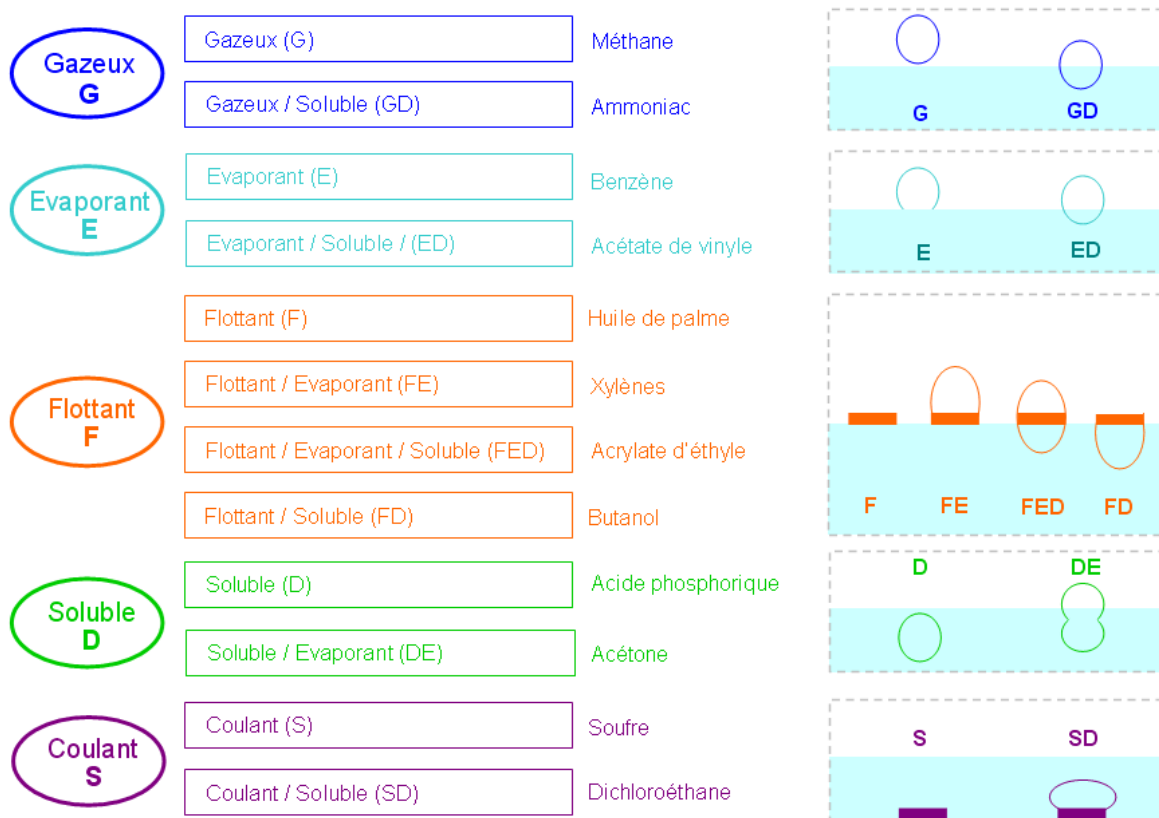 Gazeux
G
Gazeux (G)
Méthane
Gazeux / Soluble (GD)
Ammoniac
G
GD
Evaporant
E
Evaporant (E)
Benzène
Evaporant / Soluble / (ED)
Acétate de vinyle
E
ED
Flottant
F
Flottant (F)
Huile de palme
Flottant / Evaporant (FE)
Xylènes
Flottant / Evaporant / Soluble (FED)
Acrylate d'éthyle
Flottant / Soluble (FD)
Butanol
F
FE
FED
FD
Soluble
D
Soluble (D)
Acide phosphorique
Soluble / Evaporant (DE)
Acétone
D
DE
Coulant
S
Coulant (S)
Soufre
Coulant / Soluble (SD)
Dichloroéthane
S
SD